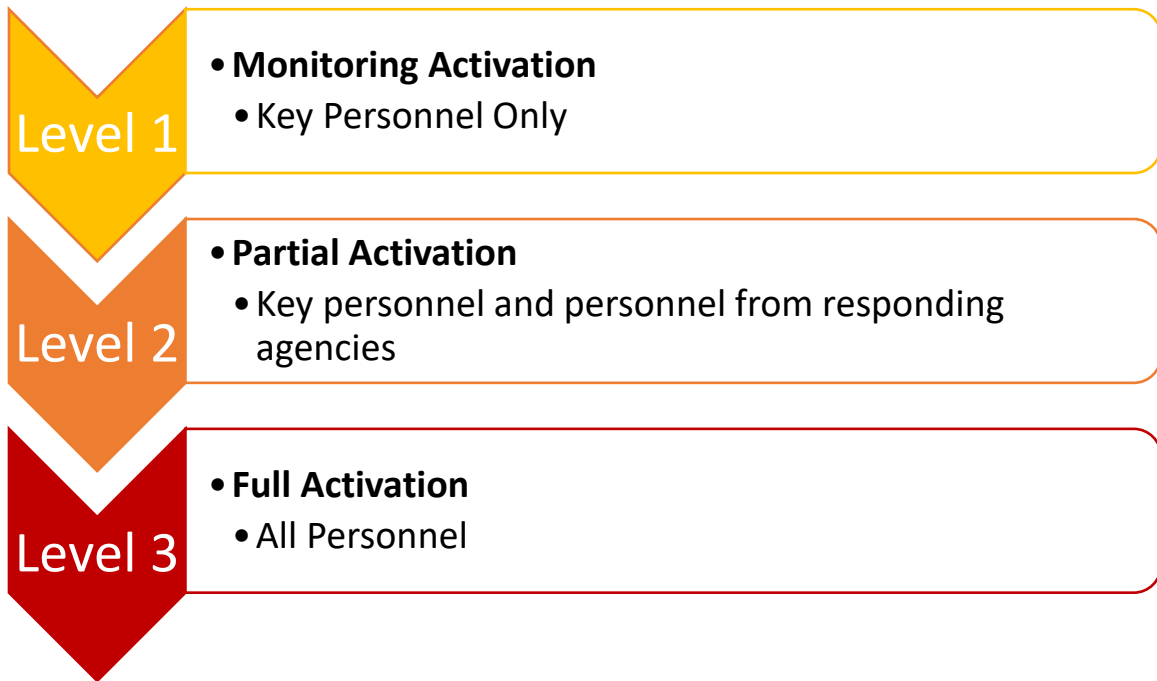 Level 1
• Monitoring Activation
• Key Personnel Only
Level 2
• Partial Activation
• Key personnel and personnel from responding
agencies
Level 3
• Full Activation
• All Personnel